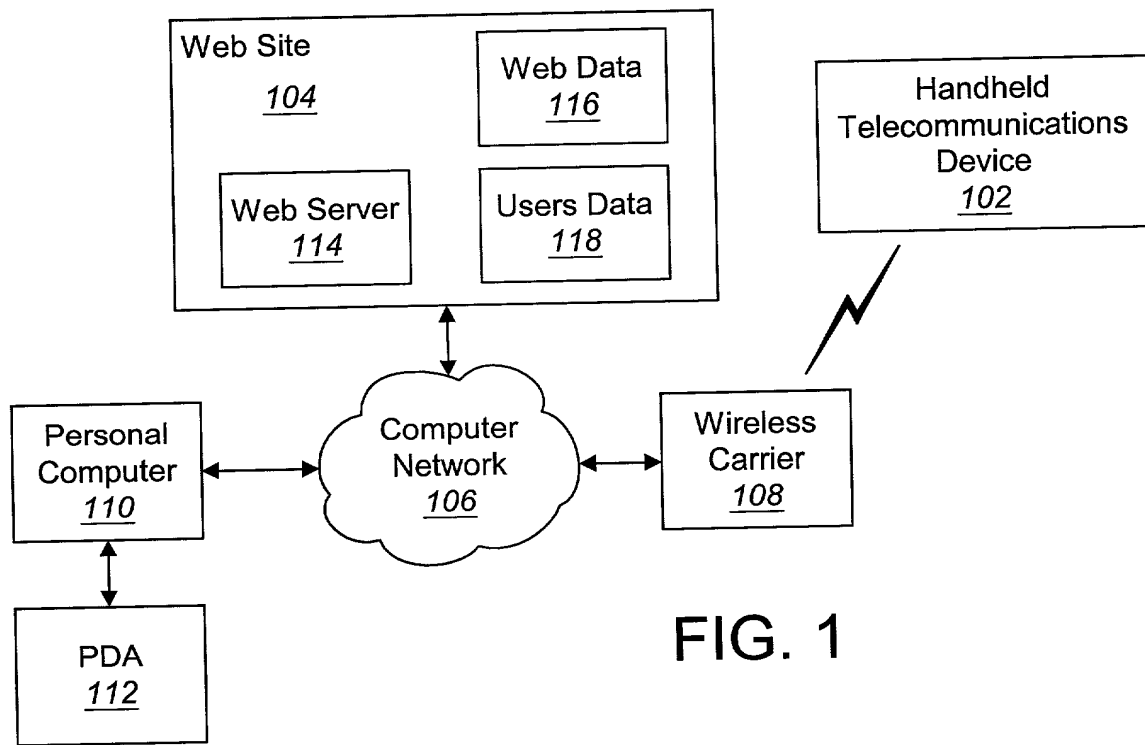 Web Site
104
Web Data
116
Web Server
114
Users Data
118
Handheld
Telecommunications
Device
102
Personal
Computer
110
Computer
Network
106
Wireless
Carrier
108
PDA
112
FIG. 1